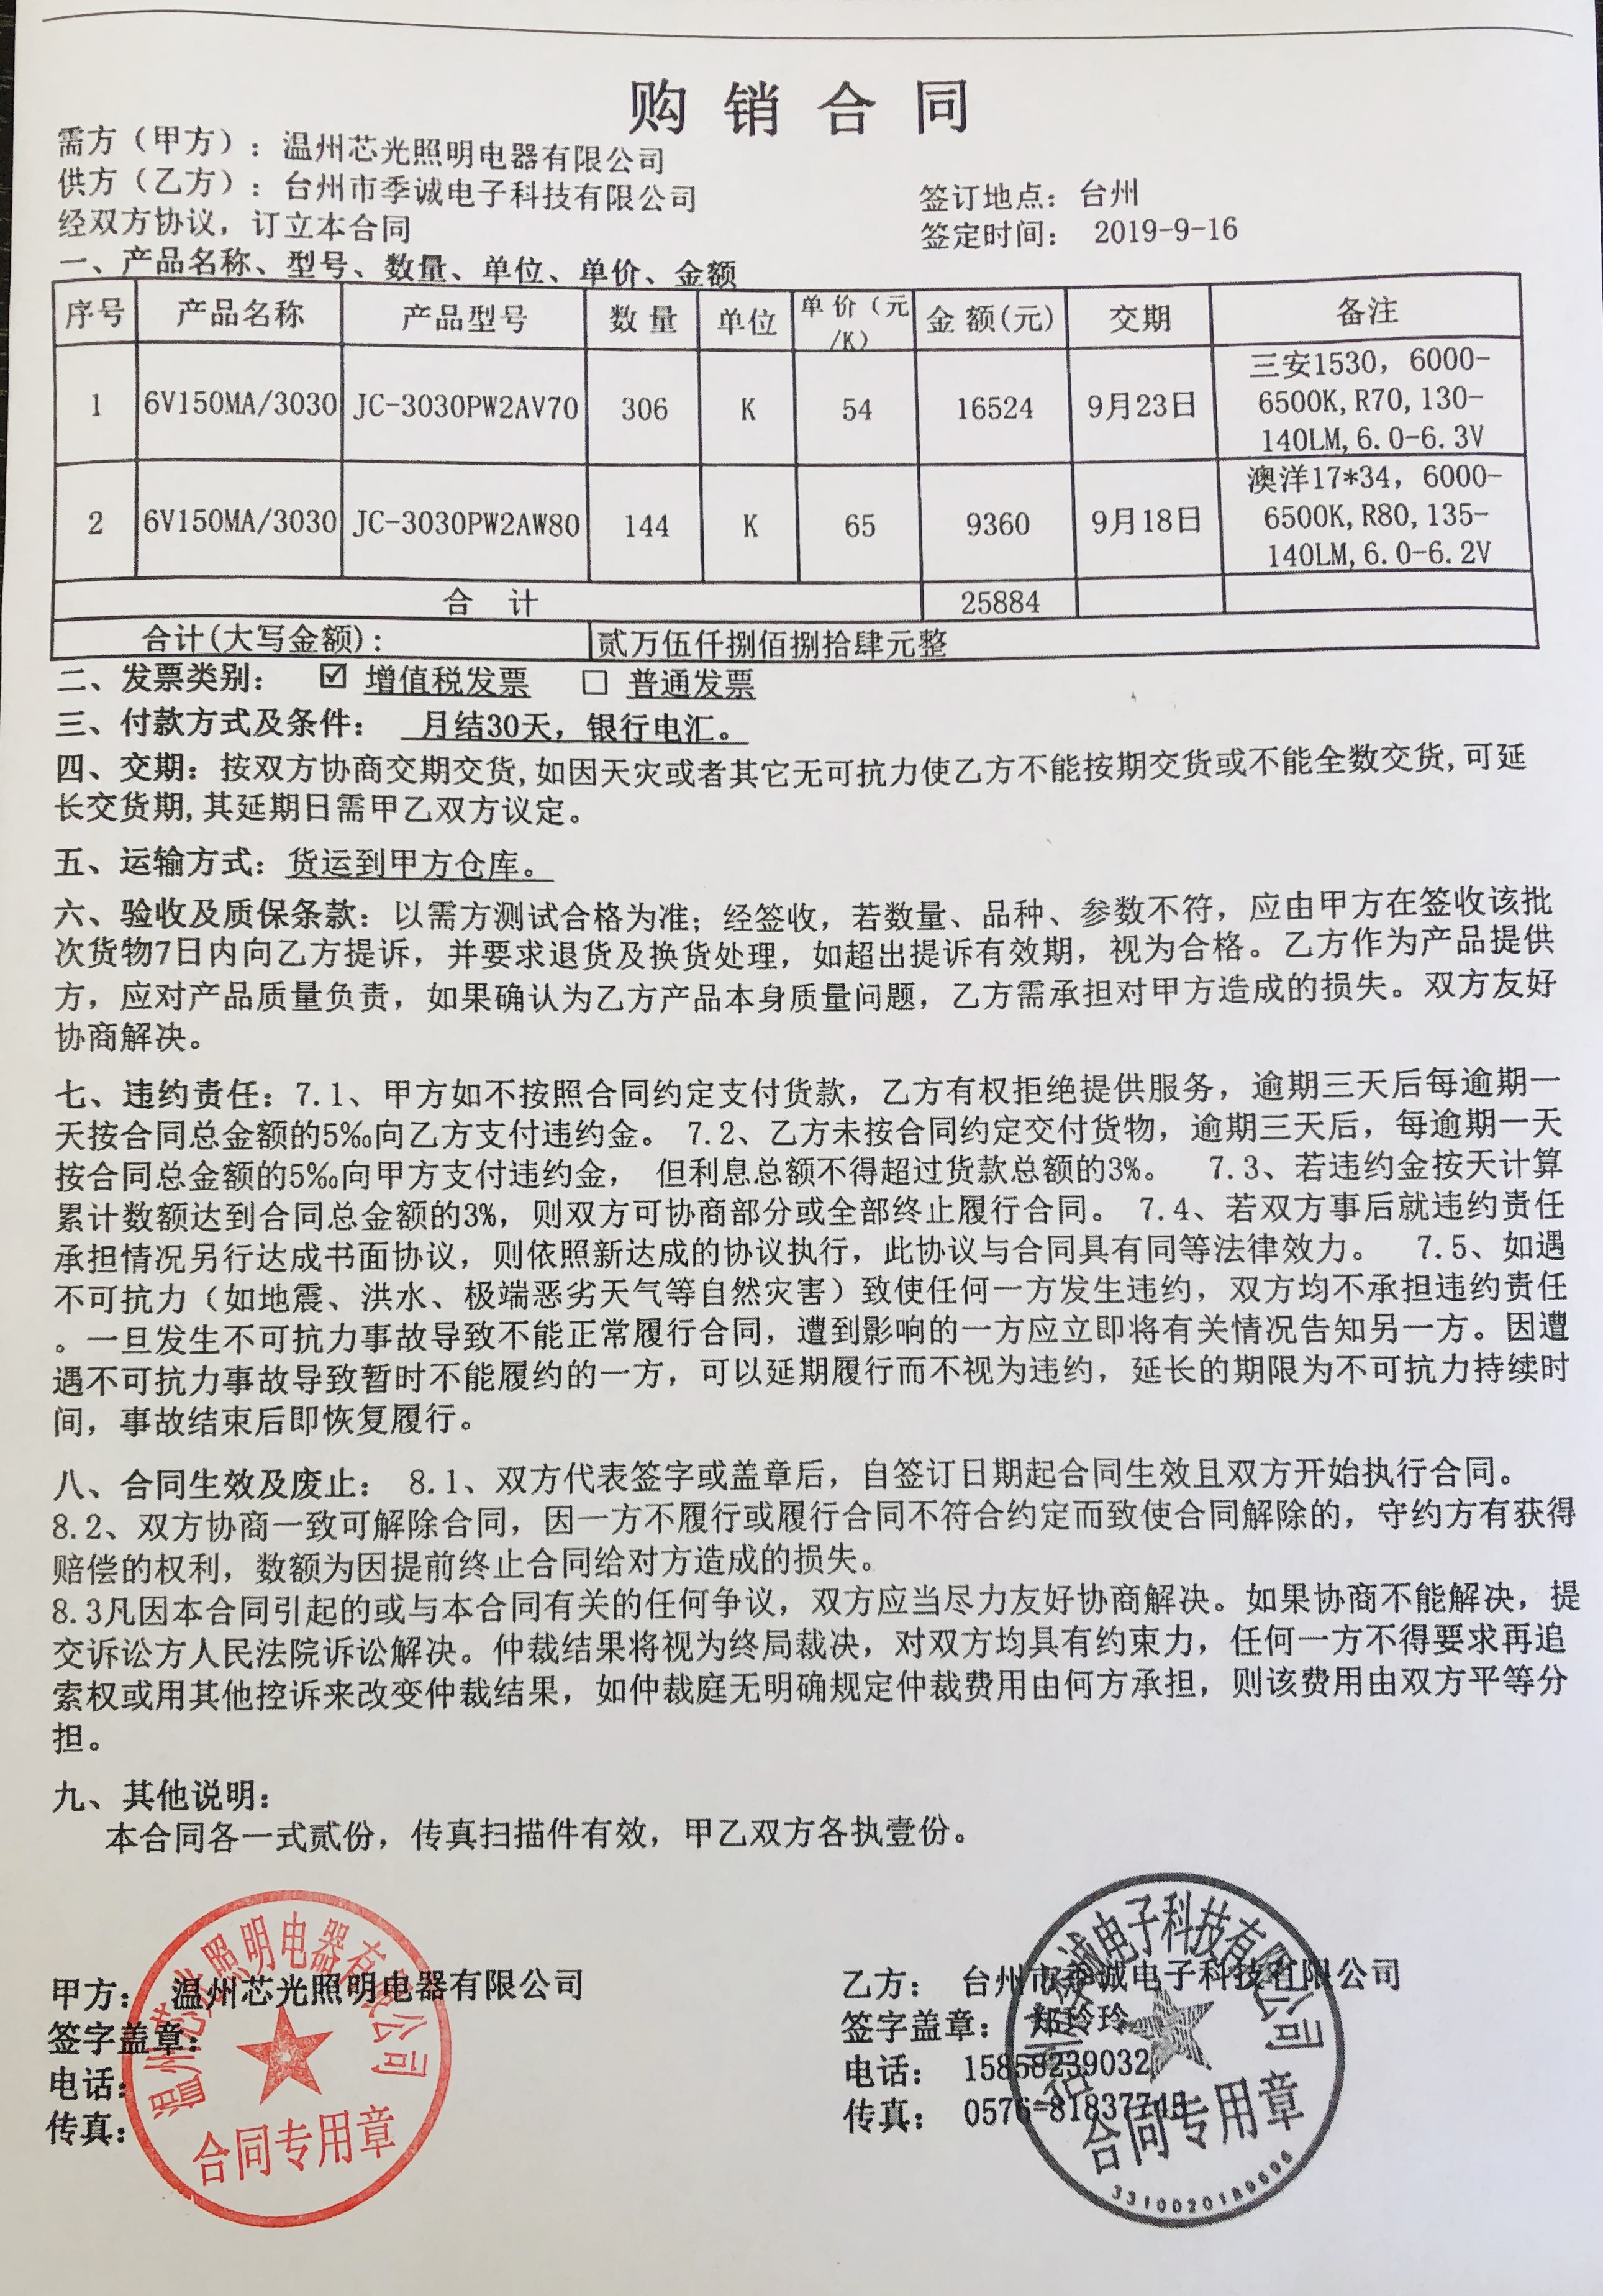 购销合同
需方（甲方）：温州芯光照明电器有限公司
供方（乙方）：台州市季诚电子科技有限公司
签订地点：台州
经双方协议，订立本合同
签定时间： 2019-9-16
一、产品名称、型号、数量、单位、单价、金额
序号 产品名称 产品型号 数量 单位 单价（元/K） 金额(元) 交期 备注
1 6V150MA/3030 JC-3030PW2AV70 306 K 54 16524 9月23日 三安1530，6000-
6500K,R70,130-
140LM,6.0-6.3V
2 6V150MA/3030 JC-3030PW2AW80 144 K 65 9360 9月18日 澳洋17*34，6000-
6500K,R80,135-
140LM,6.0-6.2V
合 计 25884
合计(大写金额)： 贰万伍仟捌佰捌拾肆元整
二、发票类别： ☑ 增值税发票 □ 普通发票
三、付款方式及条件： 月结30天，银行电汇。
四、交期：按双方协商交期交货,如因天灾或者其它无可抗力使乙方不能按期交货或不能全数交货,可延
长交货期,其延期日需甲乙双方议定。
五、运输方式：货运到甲方仓库。
六、验收及质保条款：以需方测试合格为准；经签收，若数量、品种、参数不符，应由甲方在签收该批
次货物7日内向乙方提诉，并要求退货及换货处理，如超出提诉有效期，视为合格。乙方作为产品提供
方，应对产品质量负责，如果确认为乙方产品本身质量问题，乙方需承担对甲方造成的损失。双方友好
协商解决。
七、违约责任：7.1、甲方如不按照合同约定支付货款，乙方有权拒绝提供服务，逾期三天后每逾期一
天按合同总金额的5‰向乙方支付违约金。 7.2、乙方未按合同约定交付货物，逾期三天后，每逾期一天
按合同总金额的5‰向甲方支付违约金， 但利息总额不得超过货款总额的3%。 7.3、若违约金按天计算
累计数额达到合同总金额的3%，则双方可协商部分或全部终止履行合同。 7.4、若双方事后就违约责任
承担情况另行达成书面协议，则依照新达成的协议执行，此协议与合同具有同等法律效力。 7.5、如遇
不可抗力（如地震、洪水、极端恶劣天气等自然灾害）致使任何一方发生违约，双方均不承担违约责任
。一旦发生不可抗力事故导致不能正常履行合同，遭到影响的一方应立即将有关情况告知另一方。因遭
遇不可抗力事故导致暂时不能履约的一方，可以延期履行而不视为违约，延长的期限为不可抗力持续时
间，事故结束后即恢复履行。
八、合同生效及废止： 8.1、双方代表签字或盖章后，自签订日期起合同生效且双方开始执行合同。
8.2、双方协商一致可解除合同，因一方不履行或履行合同不符合约定而致使合同解除的，守约方有获得
赔偿的权利，数额为因提前终止合同给对方造成的损失。
8.3凡因本合同引起的或与本合同有关的任何争议，双方应当尽力友好协商解决。如果协商不能解决，提
交诉讼方人民法院诉讼解决。仲裁结果将视为终局裁决，对双方均具有约束力，任何一方不得要求再追
索权或用其他控诉来改变仲裁结果，如仲裁庭无明确规定仲裁费用由何方承担，则该费用由双方平等分
担。
九、其他说明：
本合同各一式贰份，传真扫描件有效，甲乙双方各执壹份。
甲方： 温州芯光照明电器有限公司
签字盖章：
电话：
传真：
温州芯光照明电器有限公司
合同专用章
乙方： 台州市季诚电子科技有限公司
签字盖章： 郑玲玲
电话： 15858239032
传真： 0576-81837745
台州市季诚电子科技有限公司
合同专用章